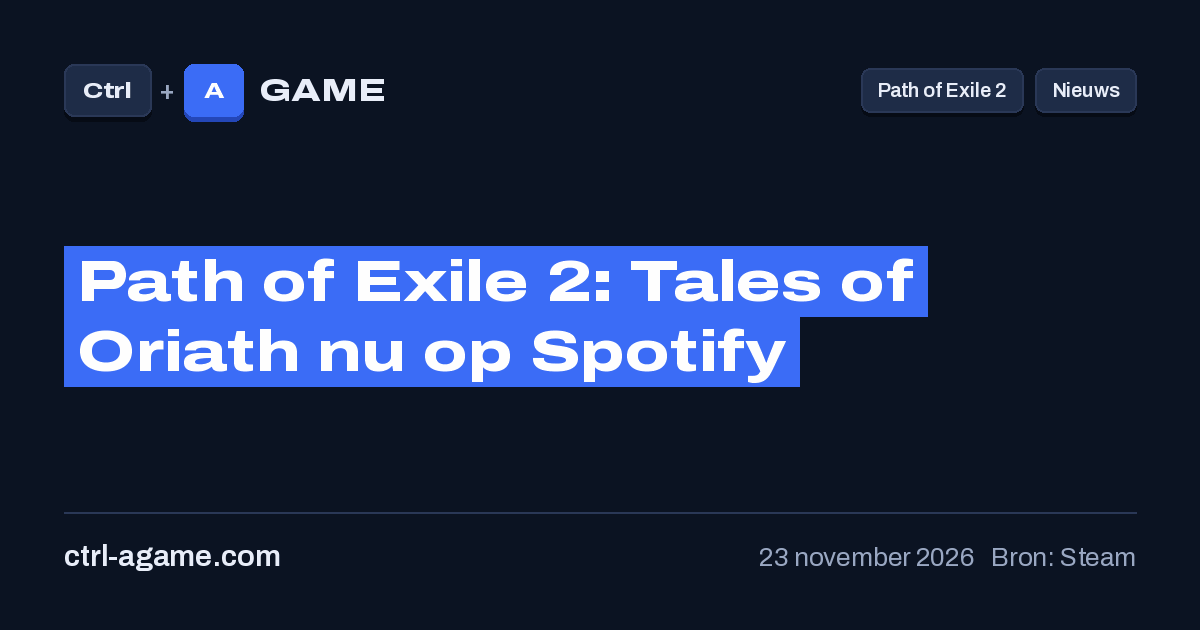 Ctrl + A GAME
Path of Exile 2
Nieuws
Path of Exile 2: Tales of
Oriath nu op Spotify
ctrl-agame.com
23 november 2026 Bron: Steam